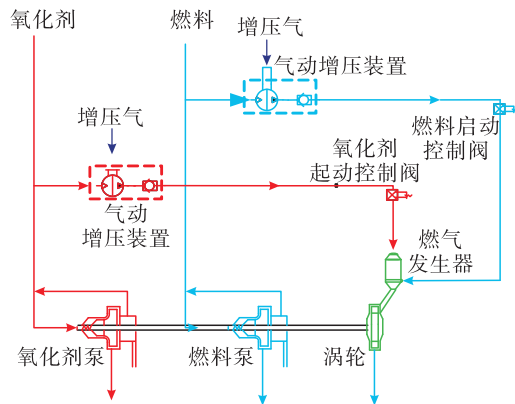 氧化剂
燃料
增压气
气动增压装置
增压气
氧化剂
起动控制阀
燃料启动
控制阀
气动
增压装置
燃气
发生器
氧化剂泵
燃料泵
涡轮